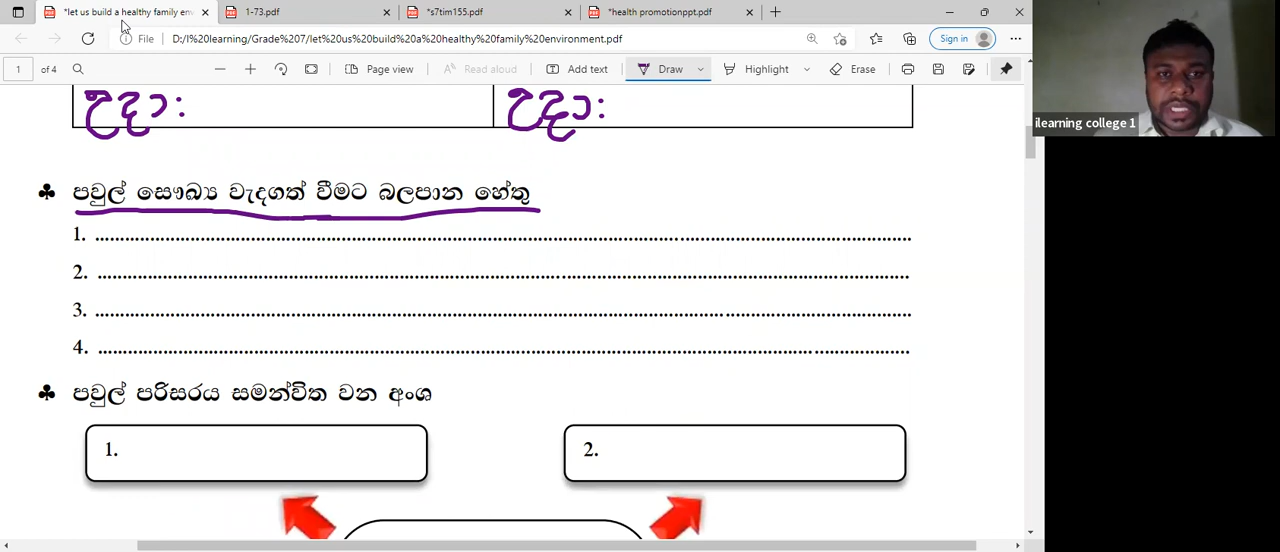 *let us build a healthy family env
1-73.pdf
*s7tim155.pdf
*health promotionppt.pdf
File
D:/I%20learning/Grade%207/let%20us%20build%20a%20healthy%20family%20environment.pdf
Sign in
1 of 4
Page view
Read aloud
Add text
Draw
Highlight
Erase
ilearning college 1
උදා: උදා:
♣ පවුල් සෞඛ්‍ය වැදගත් වීමට බලපාන හේතු
1. ........................................................................
2. ........................................................................
3. ........................................................................
4. ........................................................................
♣ පවුල් පරිසරය සමන්විත වන අංශ
1. 2.